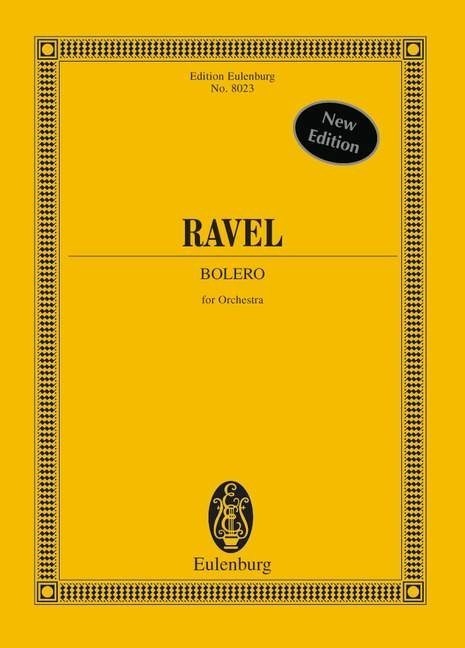 Edition Eulenburg
No. 8023
New
Edition
RAVEL
BOLERO
for Orchestra
Eulenburg